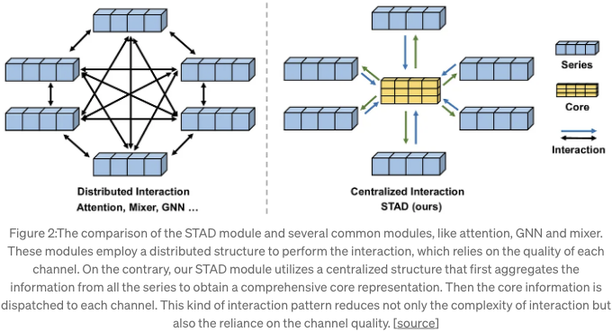 Series
Core
Interaction
Distributed Interaction
Attention, Mixer, GNN ...
Centralized Interaction
STAD (ours)
Figure 2:The comparison of the STAD module and several common modules, like attention, GNN and mixer.
These modules employ a distributed structure to perform the interaction, which relies on the quality of each
channel. On the contrary, our STAD module utilizes a centralized structure that first aggregates the
information from all the series to obtain a comprehensive core representation. Then the core information is
dispatched to each channel. This kind of interaction pattern reduces not only the complexity of interaction but
also the reliance on the channel quality. [source]